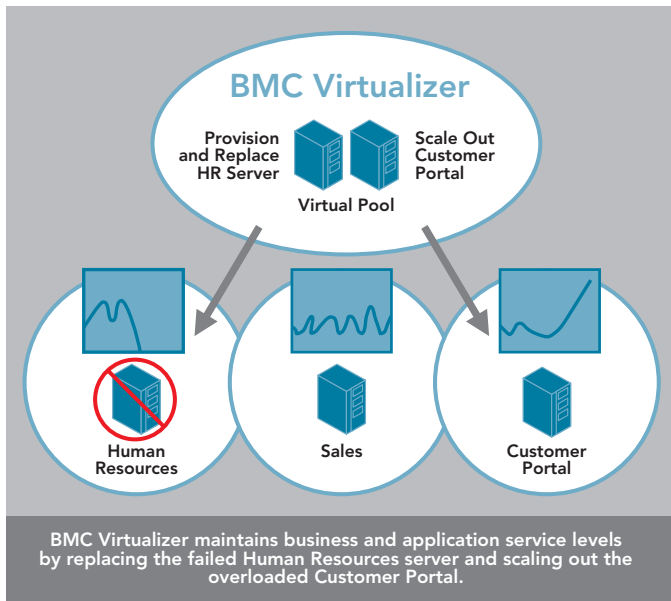 BMC Virtualizer
Provision
and Replace
HR Server
Scale Out
Customer
Portal
Virtual Pool
Human
Resources
Sales
Customer
Portal
BMC Virtualizer maintains business and application service levels
by replacing the failed Human Resources server and scaling out the
overloaded Customer Portal.